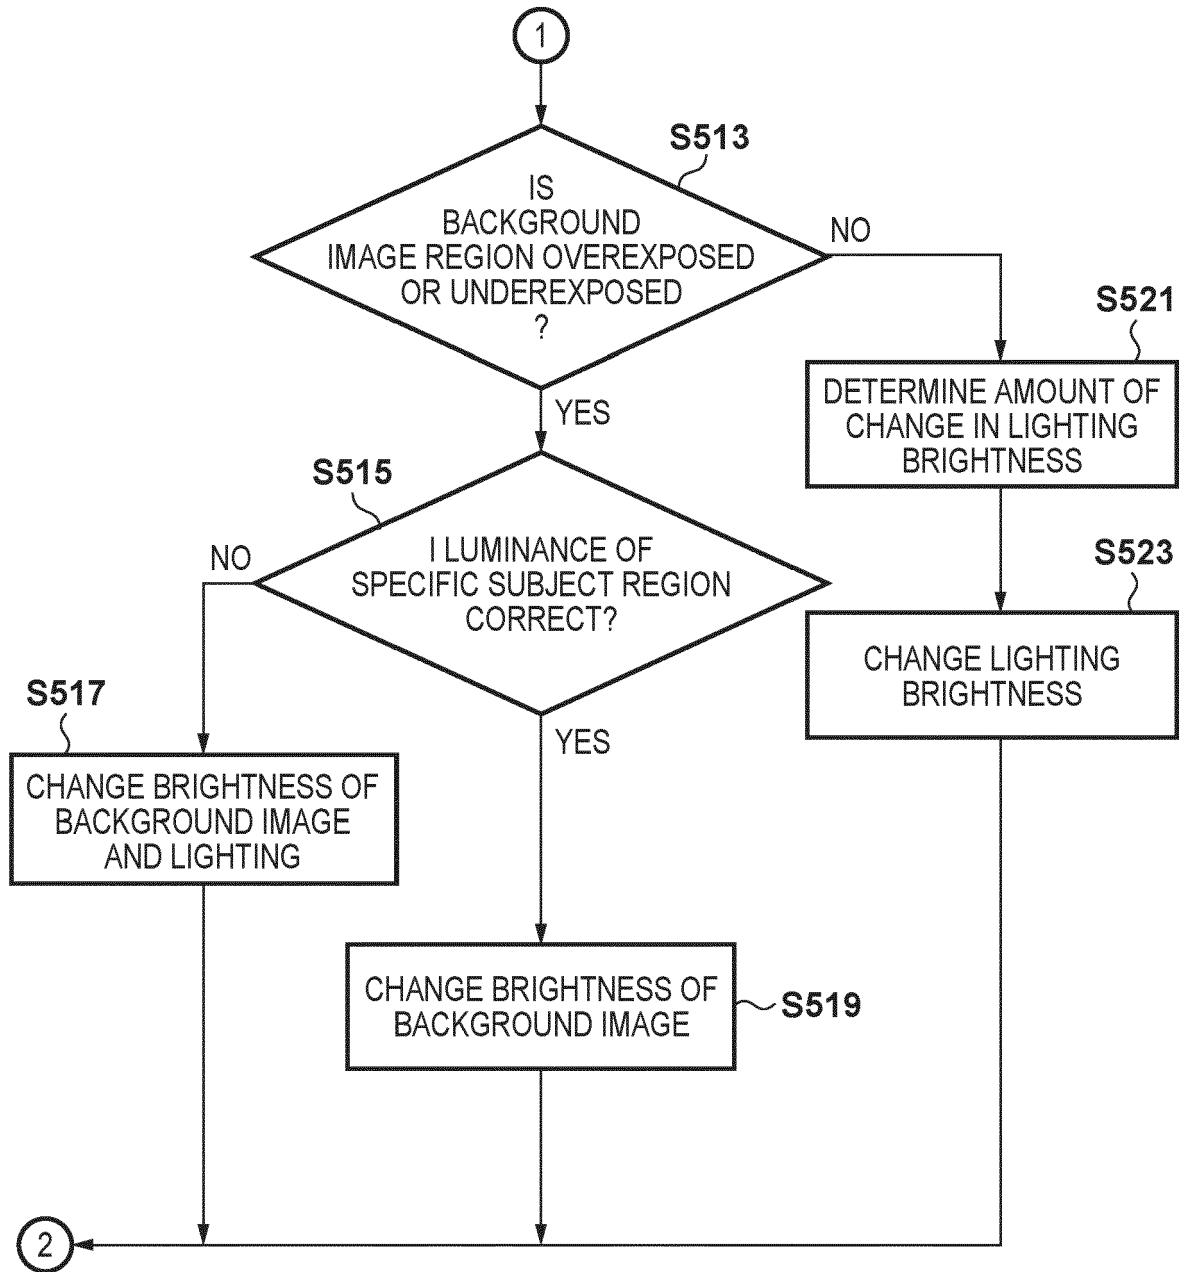 1
S513
IS
BACKGROUND
IMAGE REGION OVEREXPOSED
OR UNDEREXPOSED
?
NO
YES
S521
DETERMINE AMOUNT OF
CHANGE IN LIGHTING
BRIGHTNESS
S515
I LUMINANCE OF
SPECIFIC SUBJECT REGION
CORRECT?
NO
YES
S523
CHANGE LIGHTING
BRIGHTNESS
S517
CHANGE BRIGHTNESS OF
BACKGROUND IMAGE
AND LIGHTING
CHANGE BRIGHTNESS OF
BACKGROUND IMAGE
S519
2